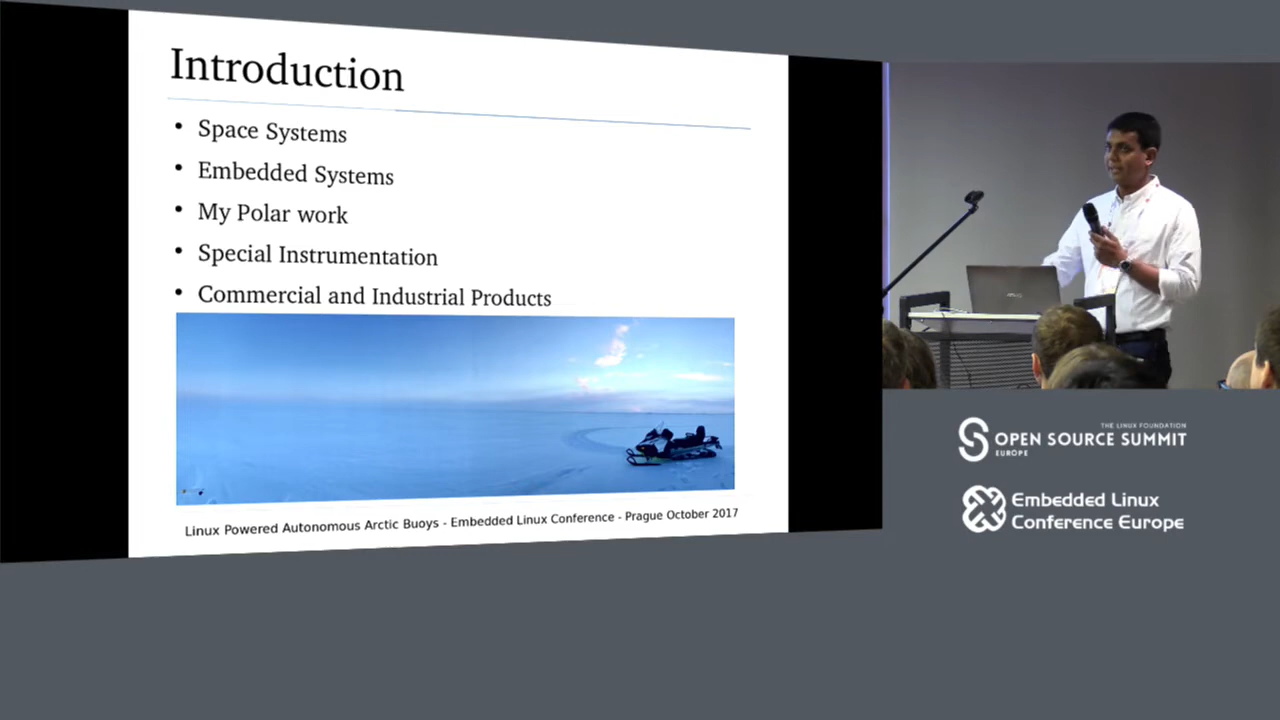 Introduction
• Space Systems
• Embedded Systems
• My Polar work
• Special Instrumentation
• Commercial and Industrial Products
Linux Powered Autonomous Arctic Buoys - Embedded Linux Conference - Prague October 2017
THE LINUX FOUNDATION
OPEN SOURCE SUMMIT
EUROPE
Embedded Linux
Conference Europe